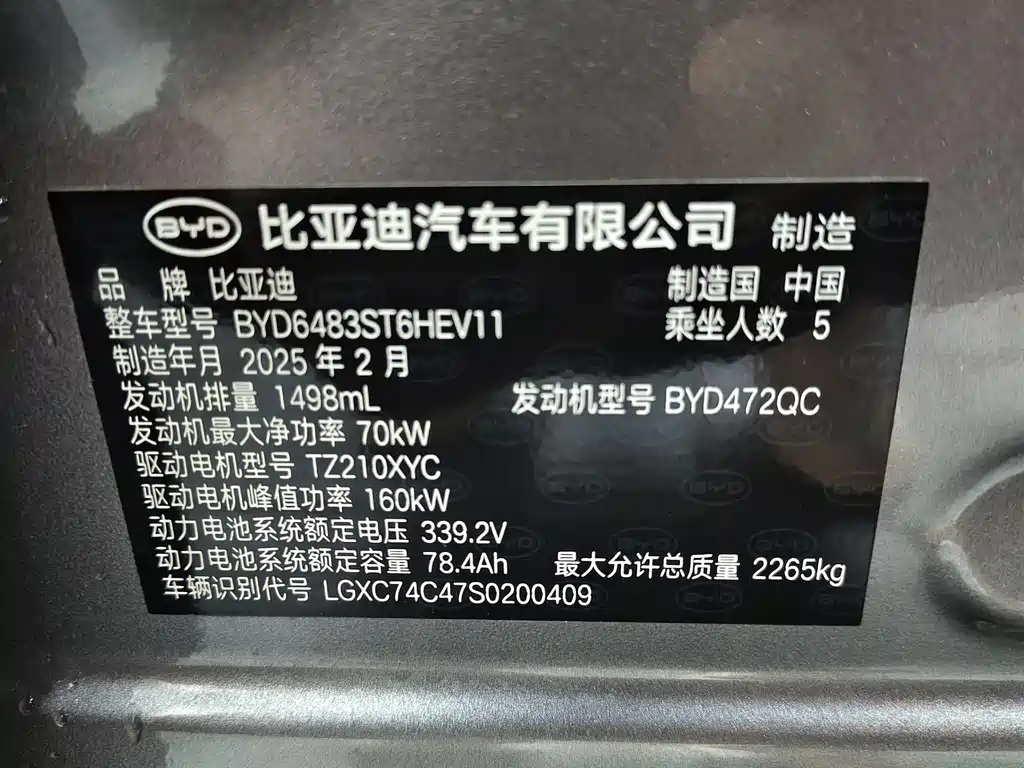 BYD 比亚迪汽车有限公司 制造
品 牌 比亚迪 制造国 中国
整车型号 BYD6483ST6HEV11 乘坐人数 5
制造年月 2025 年 2 月
发动机排量 1498mL 发动机型号 BYD472QC
发动机最大净功率 70kW
驱动电机型号 TZ210XYC
驱动电机峰值功率 160kW
动力电池系统额定电压 339.2V
动力电池系统额定容量 78.4Ah 最大允许总质量 2265kg
车辆识别代号 LGXC74C47S0200409